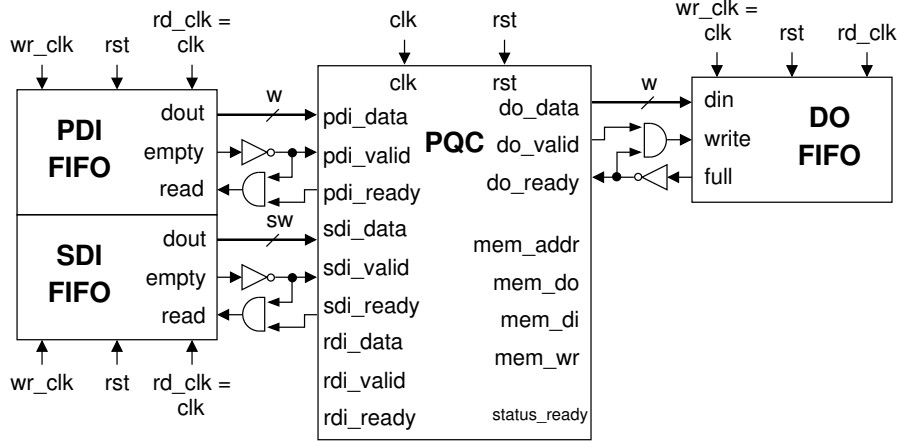 wr_clk
rst
rd_clk =
clk
PDI
FIFO
dout
empty
read
w
SDI
FIFO
dout
empty
read
sw
wr_clk
rst
rd_clk =
clk
clk
rst
clk
rst
PQC
pdi_data
pdi_valid
pdi_ready
sdi_data
sdi_valid
sdi_ready
rdi_data
rdi_valid
rdi_ready
do_data
do_valid
do_ready
mem_addr
mem_do
mem_di
mem_wr
status_ready
w
wr_clk =
clk
rst
rd_clk
din
write
full
DO
FIFO